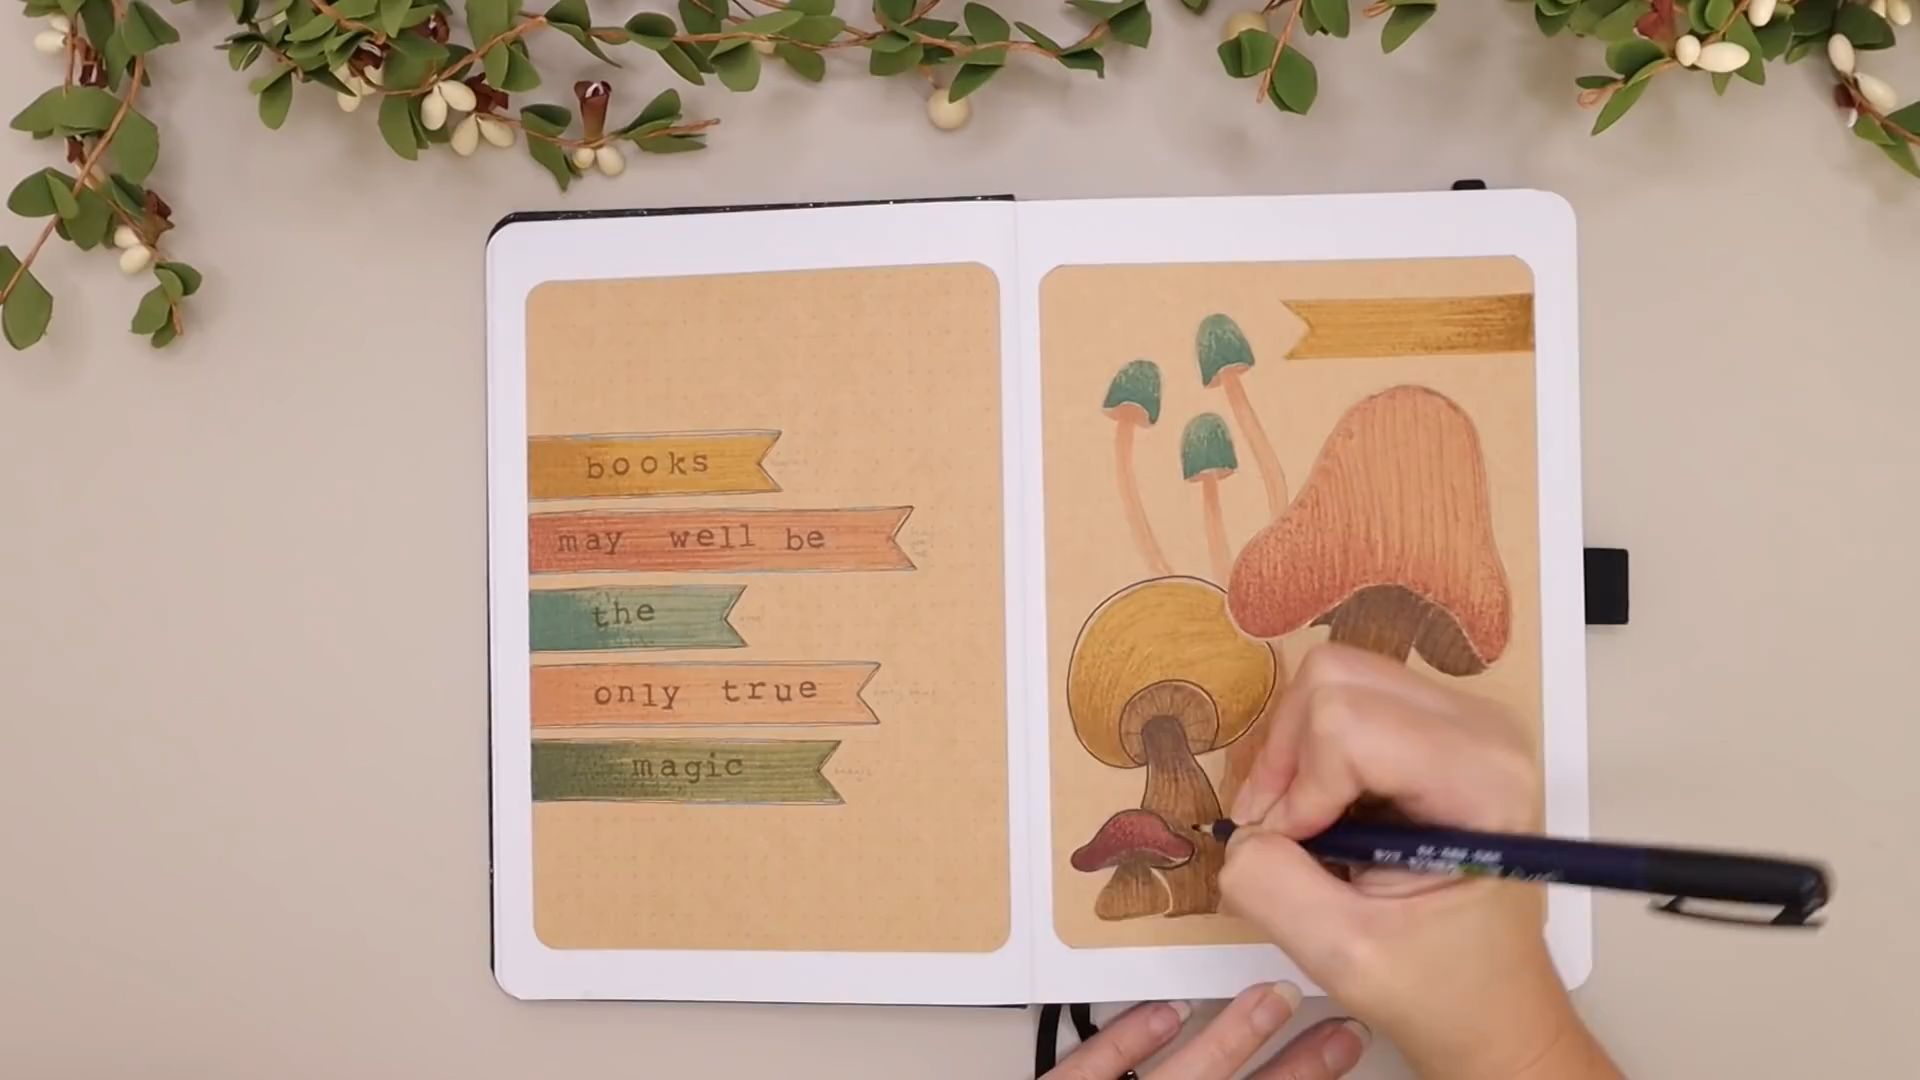 books
may well be
the
only true
magic